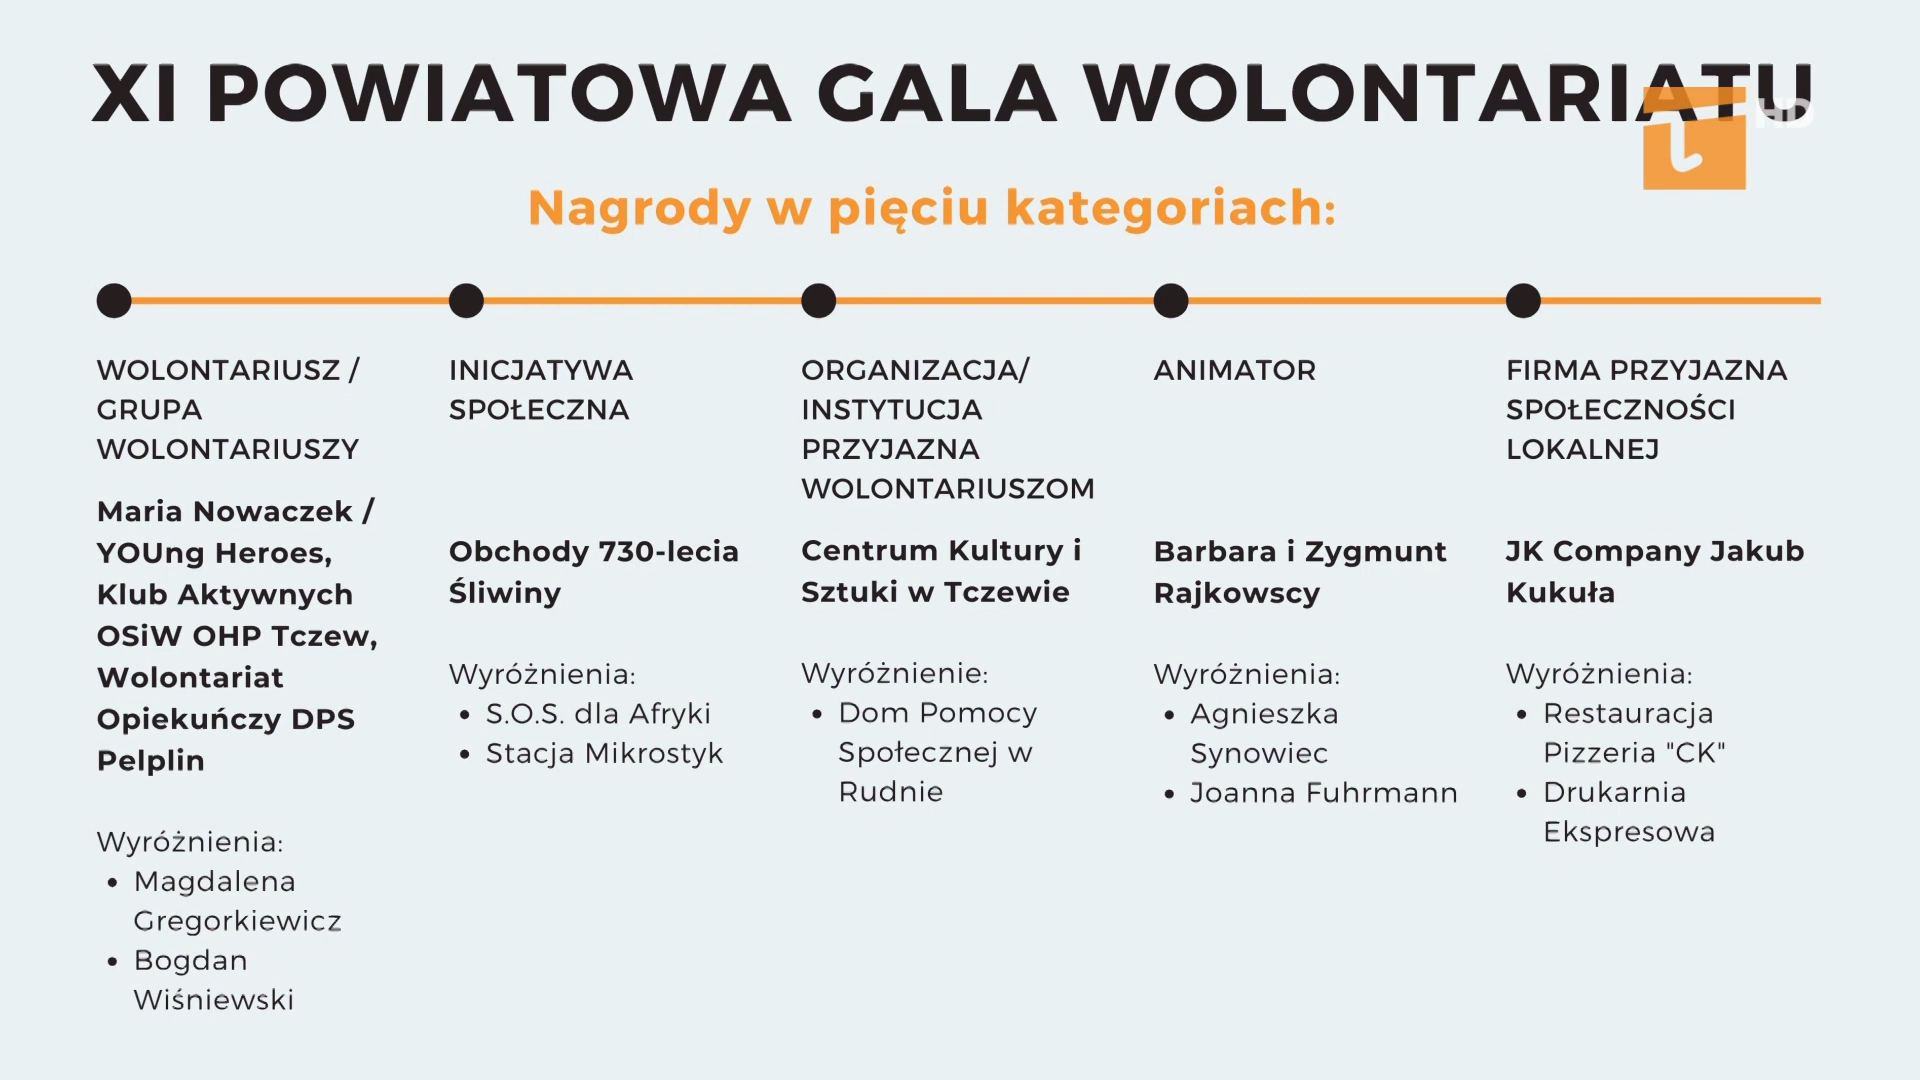 XI POWIATOWA GALA WOLONTARIATU
HD
Nagrody w pięciu kategoriach:
WOLONTARIUSZ /
GRUPA
WOLONTARIUSZY
Maria Nowaczek /
YOUng Heroes,
Klub Aktywnych
OSiW OHP Tczew,
Wolontariat
Opiekuńczy DPS
Pelplin
Wyróżnienia:
• Magdalena
Gregorkiewicz
• Bogdan
Wiśniewski
INICJATYWA
SPOŁECZNA
Obchody 730-lecia
Śliwiny
Wyróżnienia:
• S.O.S. dla Afryki
• Stacja Mikrostyk
ORGANIZACJA/
INSTYTUCJA
PRZYJAZNA
WOLONTARIUSZOM
Centrum Kultury i
Sztuki w Tczewie
Wyróżnienie:
• Dom Pomocy
Społecznej w
Rudnie
ANIMATOR
Barbara i Zygmunt
Rajkowscy
Wyróżnienia:
• Agnieszka
Synowiec
• Joanna Fuhrmann
FIRMA PRZYJAZNA
SPOŁECZNOŚCI
LOKALNEJ
JK Company Jakub
Kukuła
Wyróżnienia:
• Restauracja
Pizzeria "CK"
• Drukarnia
Ekspresowa